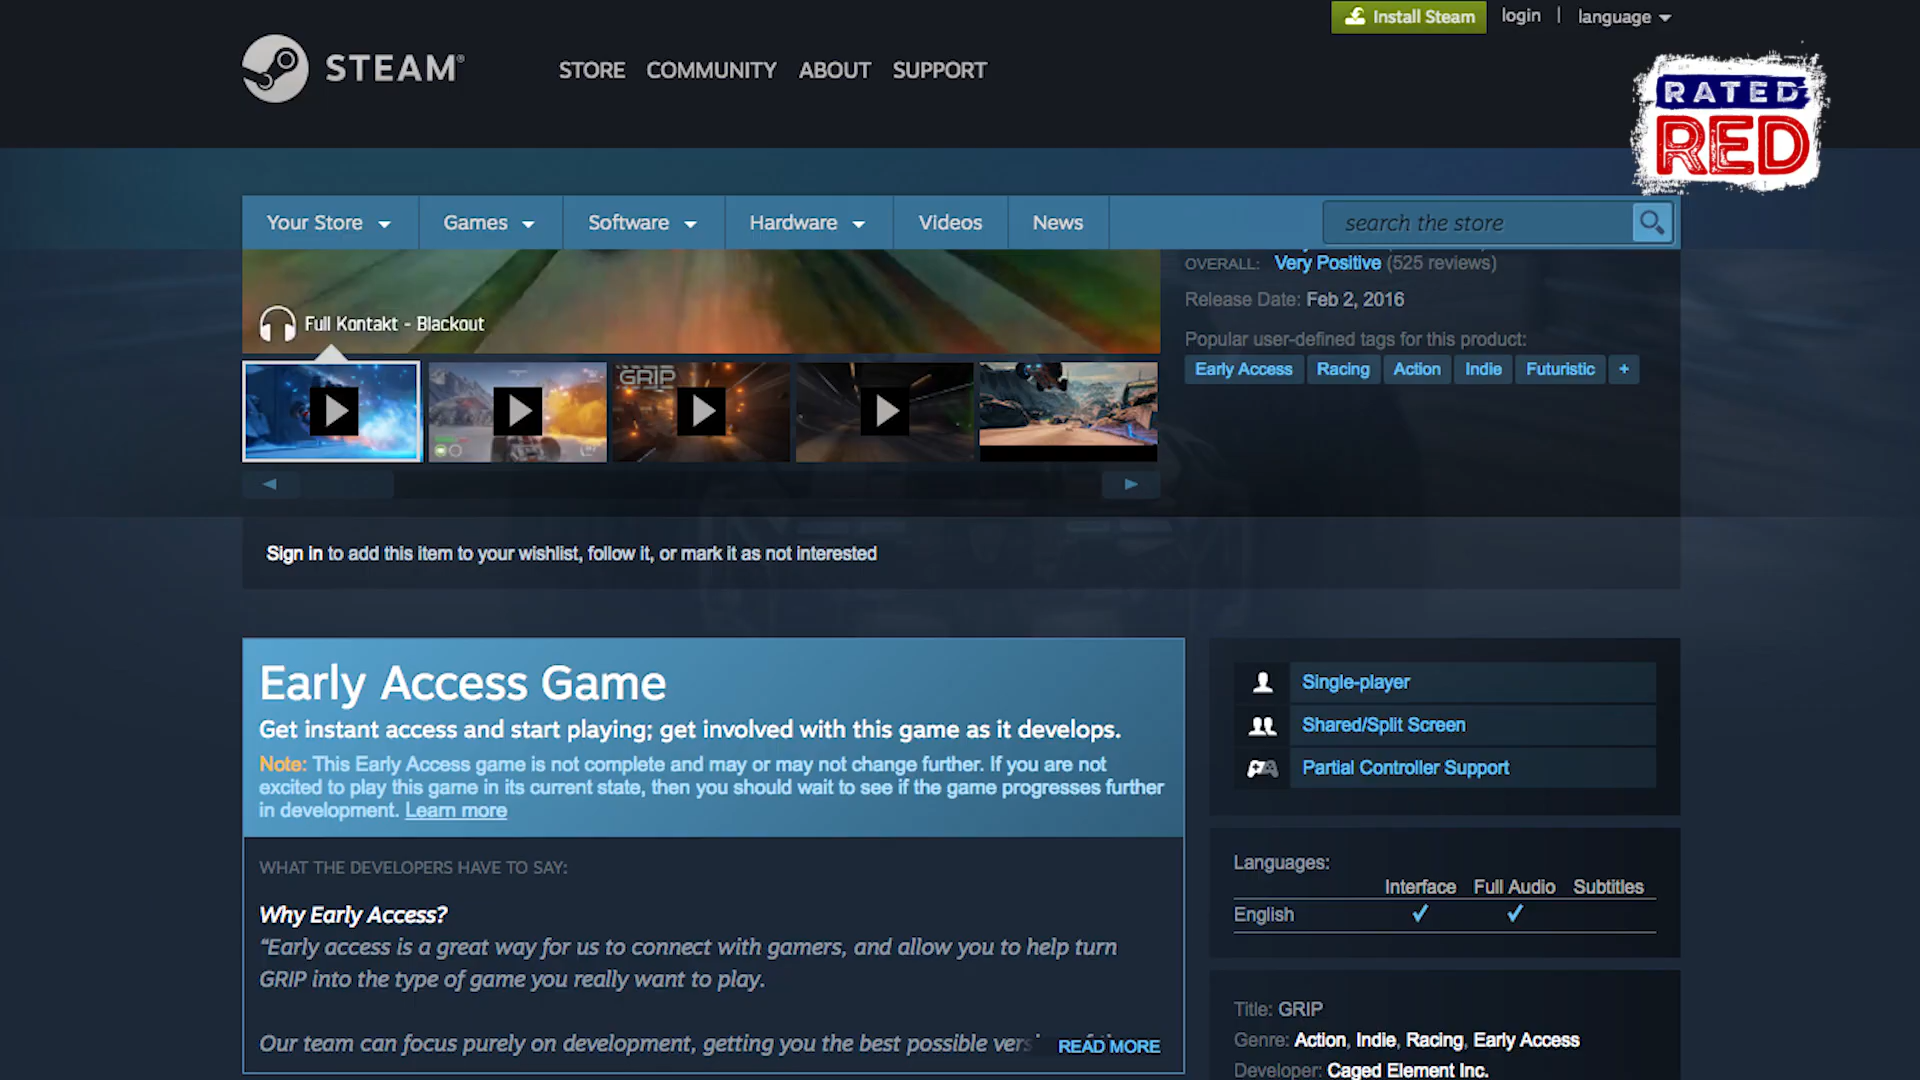 Install Steam login | language
STEAM®
STORE COMMUNITY ABOUT SUPPORT
RATED
RED
Your Store Games Software Hardware Videos News
search the store
OVERALL: Very Positive (525 reviews)
Release Date: Feb 2, 2016
Full Kontakt - Blackout
Popular user-defined tags for this product:
Early Access Racing Action Indie Futuristic +
GRIP
Sign in to add this item to your wishlist, follow it, or mark it as not interested
Early Access Game
Get instant access and start playing; get involved with this game as it develops.
Note: This Early Access game is not complete and may or may not change further. If you are not
excited to play this game in its current state, then you should wait to see if the game progresses further
in development. Learn more
WHAT THE DEVELOPERS HAVE TO SAY:
Why Early Access?
“Early access is a great way for us to connect with gamers, and allow you to help turn
GRIP into the type of game you really want to play.
Our team can focus purely on development, getting you the best possible vers
READ MORE
Single-player
Shared/Split Screen
Partial Controller Support
Languages:
Interface Full Audio Subtitles
English ✓ ✓
Title: GRIP
Genre: Action, Indie, Racing, Early Access
Developer: Caged Element Inc.